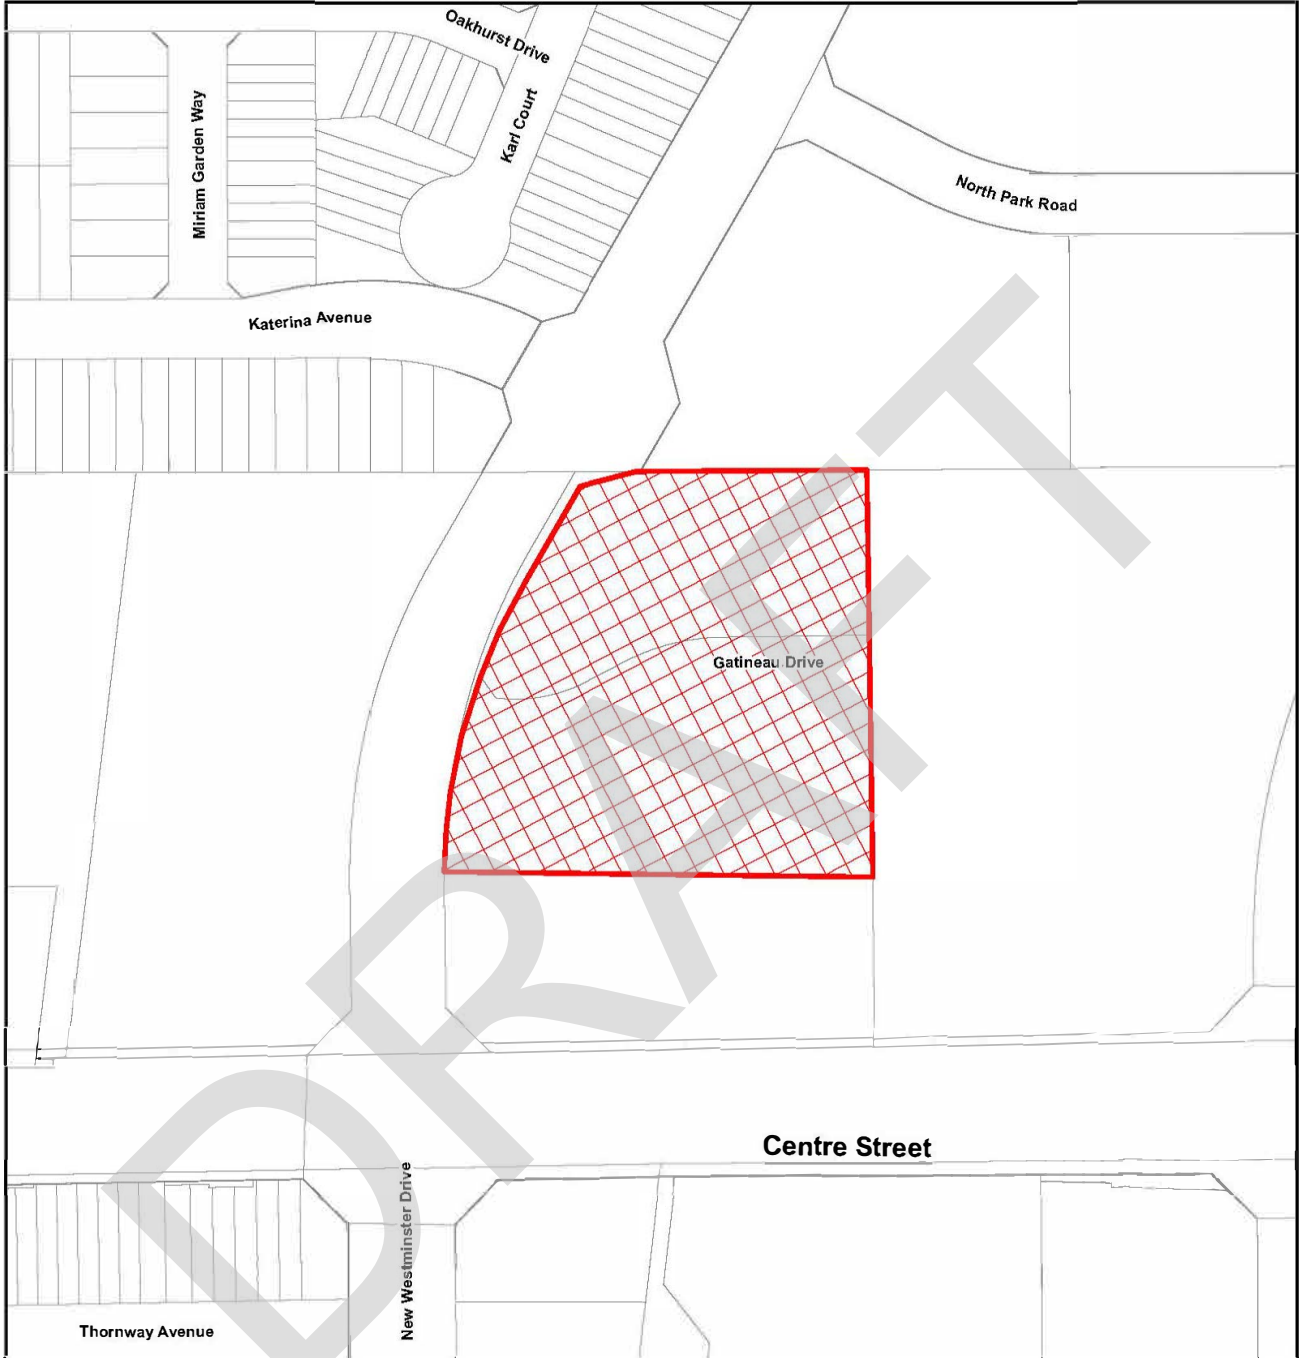 Oakhurst Drive
Karl Court
Miriam Garden Way
North Park Road
Katerina Avenue
Gatineau Drive
DRAFT
Centre Street
New Westminster Drive
Thornway Avenue